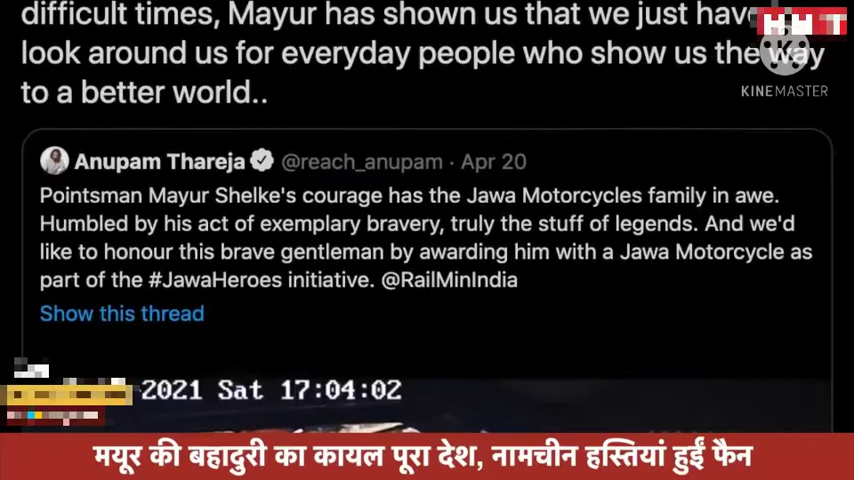 difficult times, Mayur has shown us that we just have
look around us for everyday people who show us the way
to a better world..
KINEMASTER
Anupam Thareja @reach_anupam · Apr 20
Pointsman Mayur Shelke's courage has the Jawa Motorcycles family in awe.
Humbled by his act of exemplary bravery, truly the stuff of legends. And we'd
like to honour this brave gentleman by awarding him with a Jawa Motorcycle as
part of the #JawaHeroes initiative. @RailMinIndia
Show this thread
2021 Sat 17:04:02
मयूर की बहादुरी का कायल पूरा देश, नामचीन हस्तियां हुईं फैन